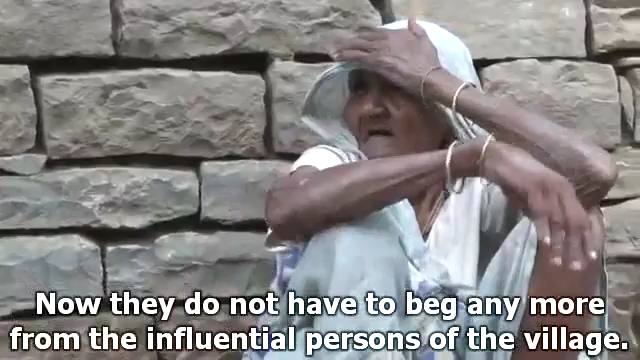 Now they do not have to beg any more
from the influential persons of the village.